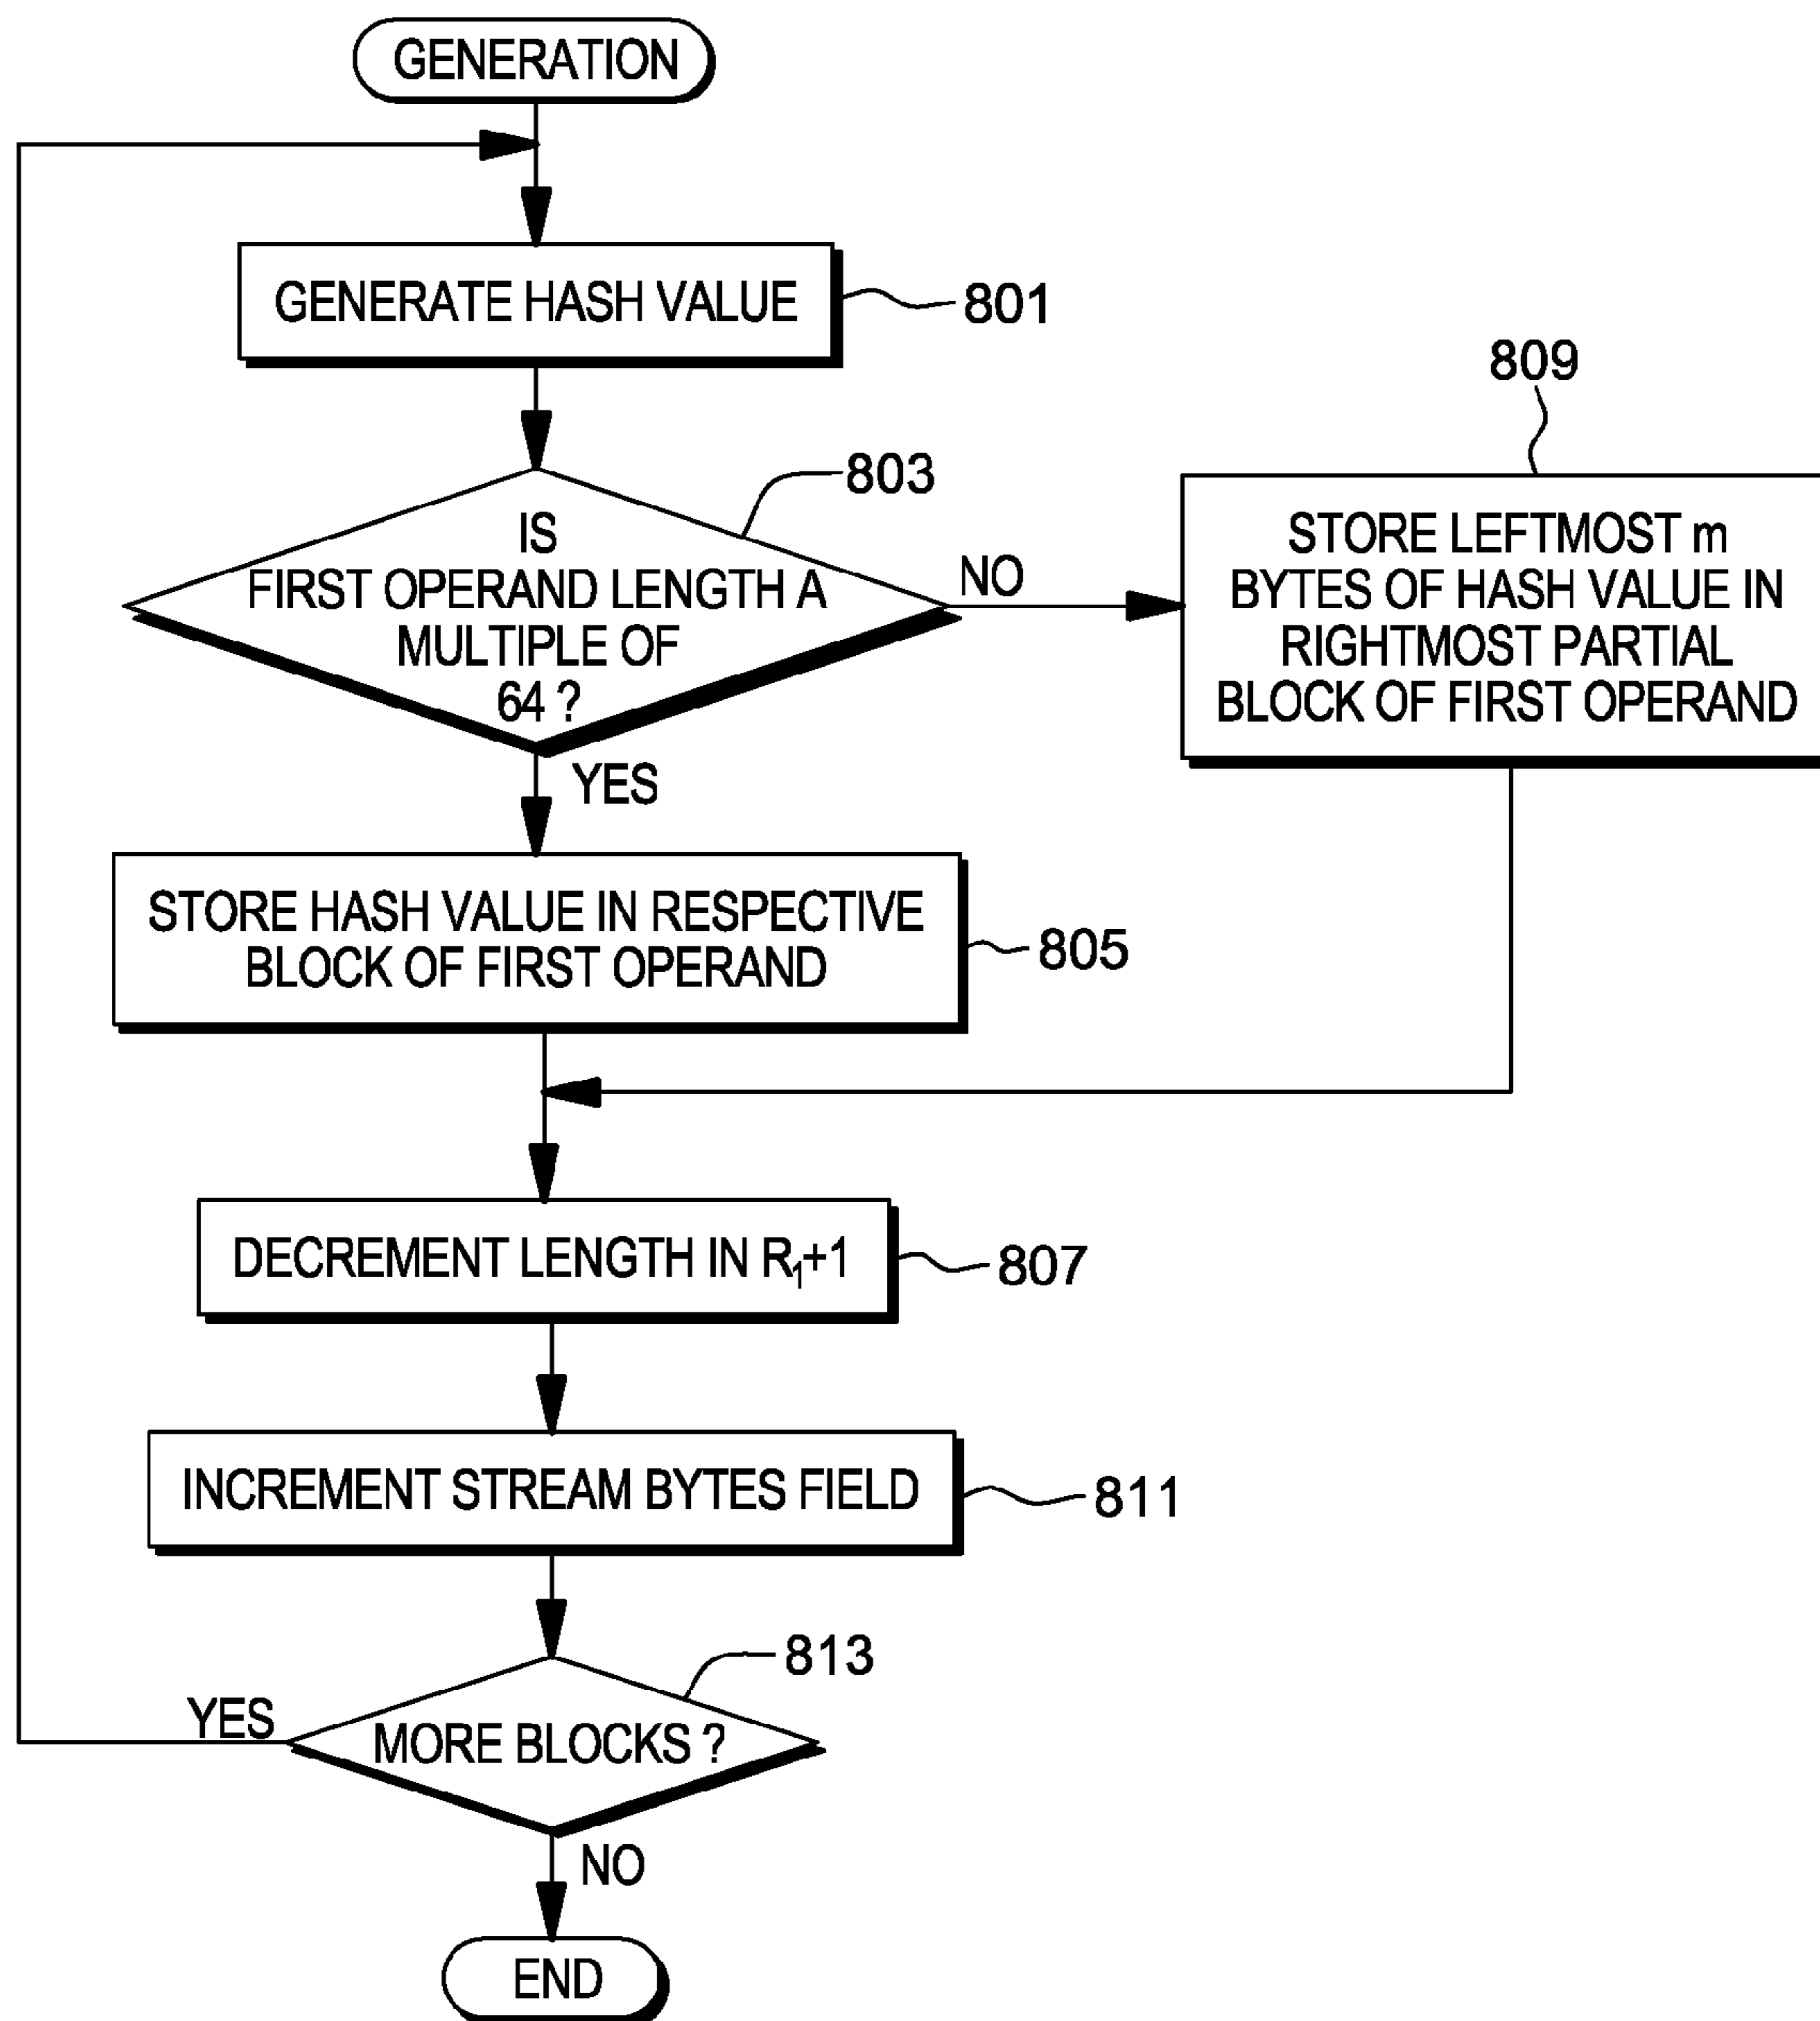 GENERATION
GENERATE HASH VALUE
801
809
803
IS
FIRST OPERAND LENGTH A
MULTIPLE OF
64 ?
NO
STORE LEFTMOST m
BYTES OF HASH VALUE IN
RIGHTMOST PARTIAL
BLOCK OF FIRST OPERAND
YES
STORE HASH VALUE IN RESPECTIVE
BLOCK OF FIRST OPERAND
805
DECREMENT LENGTH IN R₁+1
807
INCREMENT STREAM BYTES FIELD
811
813
YES
MORE BLOCKS ?
NO
END